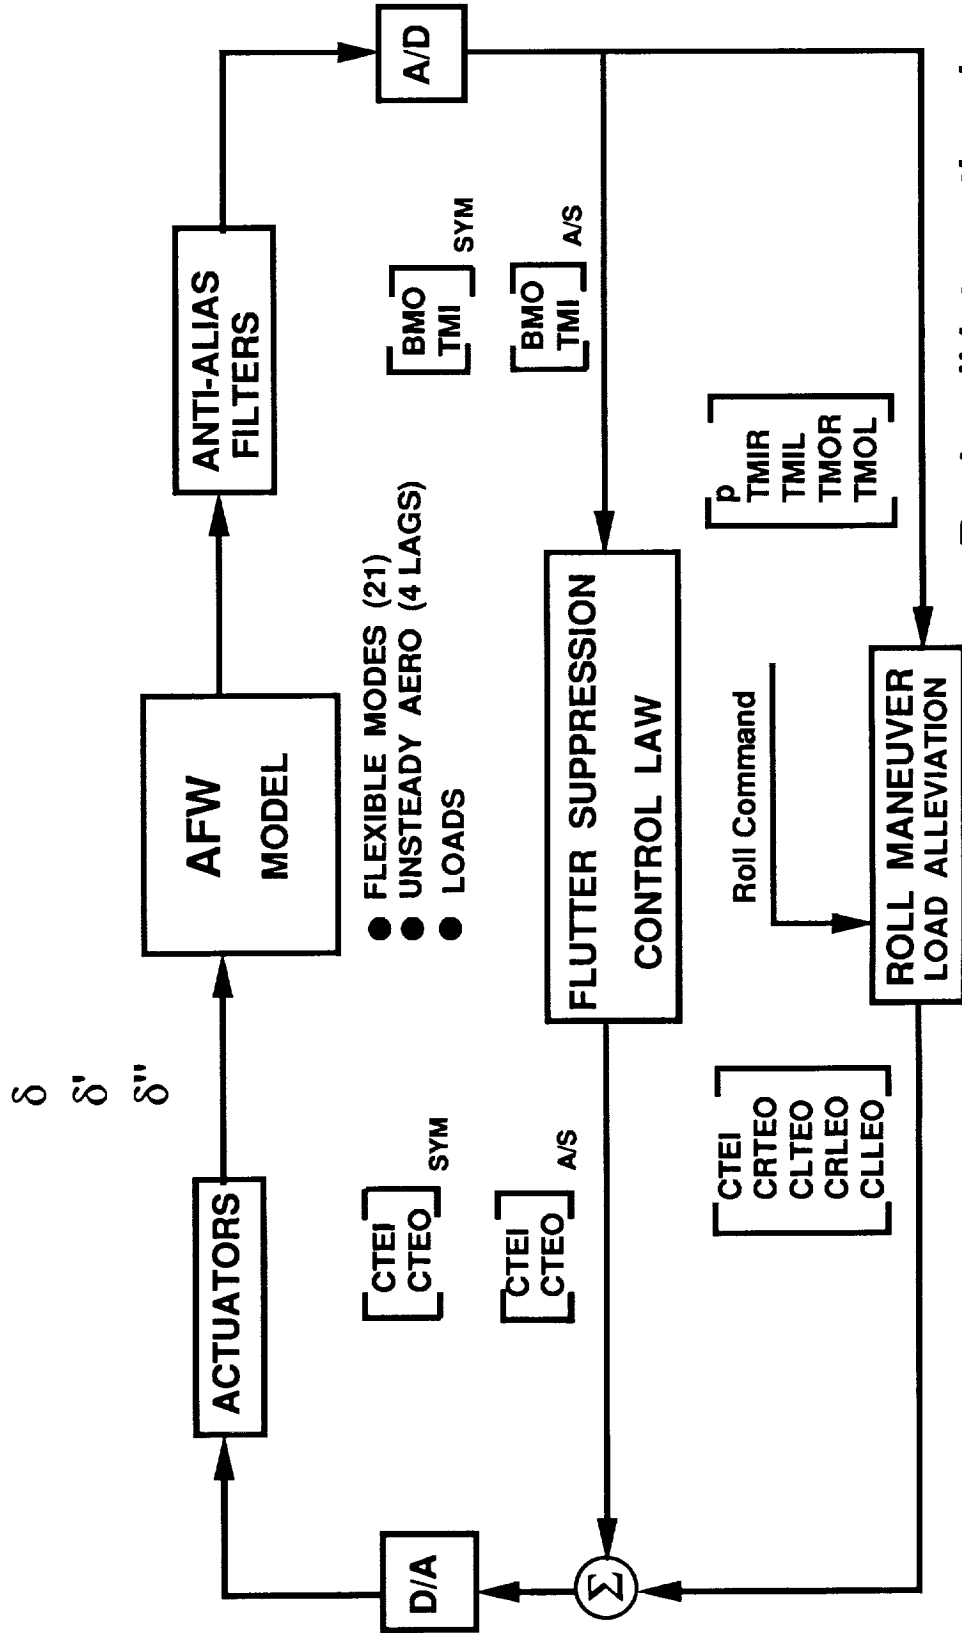 δ
δ'
δ"
ACTUATORS
AFW
MODEL
ANTI-ALIAS
FILTERS
D/A
A/D
● FLEXIBLE MODES (21)
● UNSTEADY AERO (4 LAGS)
● LOADS
[CTEI
CTEO] SYM
[CTEI
CTEO] A/S
[BMO
TMI] SYM
[BMO
TMI] A/S
Σ
FLUTTER SUPPRESSION
CONTROL LAW
Roll Command
[CTEI
CRTEO
CLTEO
CRLEO
CLLEO]
[p
TMIR
TMIL
TMOR
TMOL]
ROLL MANEUVER
LOAD ALLEVIATION